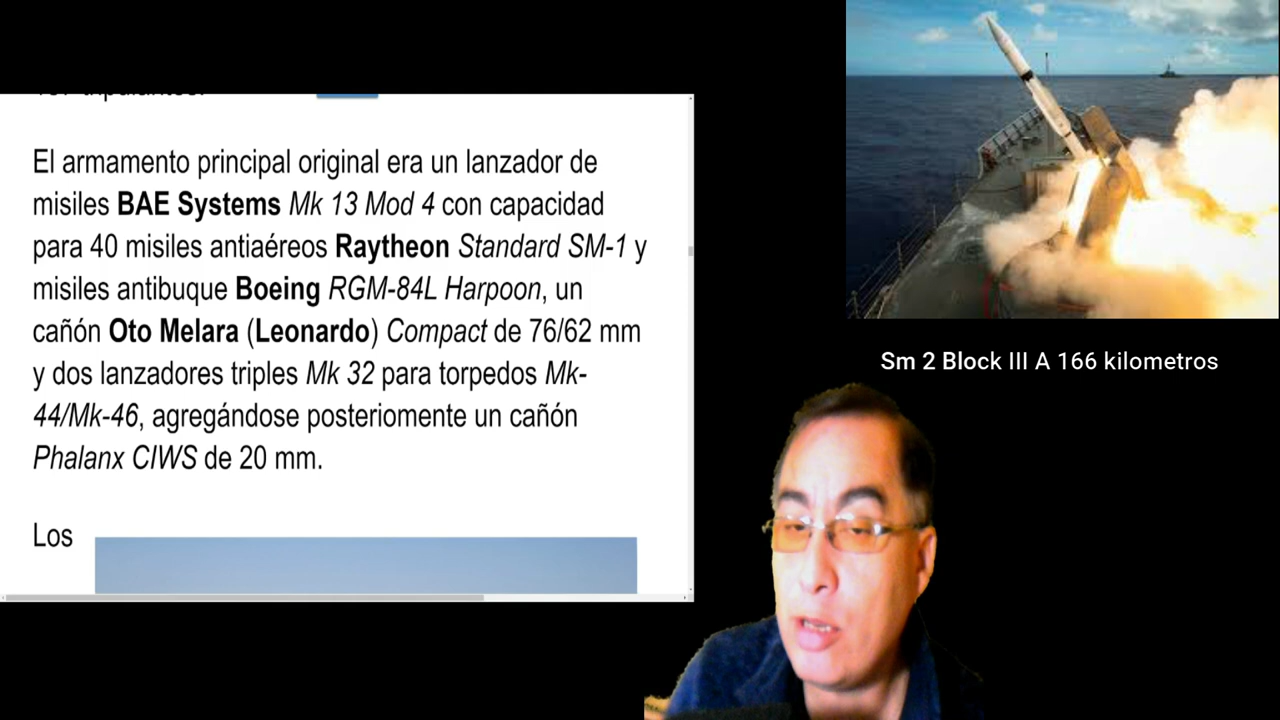 El armamento principal original era un lanzador de
misiles BAE Systems Mk 13 Mod 4 con capacidad
para 40 misiles antiaéreos Raytheon Standard SM-1 y
misiles antibuque Boeing RGM-84L Harpoon, un
cañón Oto Melara (Leonardo) Compact de 76/62 mm
y dos lanzadores triples Mk 32 para torpedos Mk-
44/Mk-46, agregándose posteriomente un cañón
Phalanx CIWS de 20 mm.
Los
Sm 2 Block III A 166 kilometros